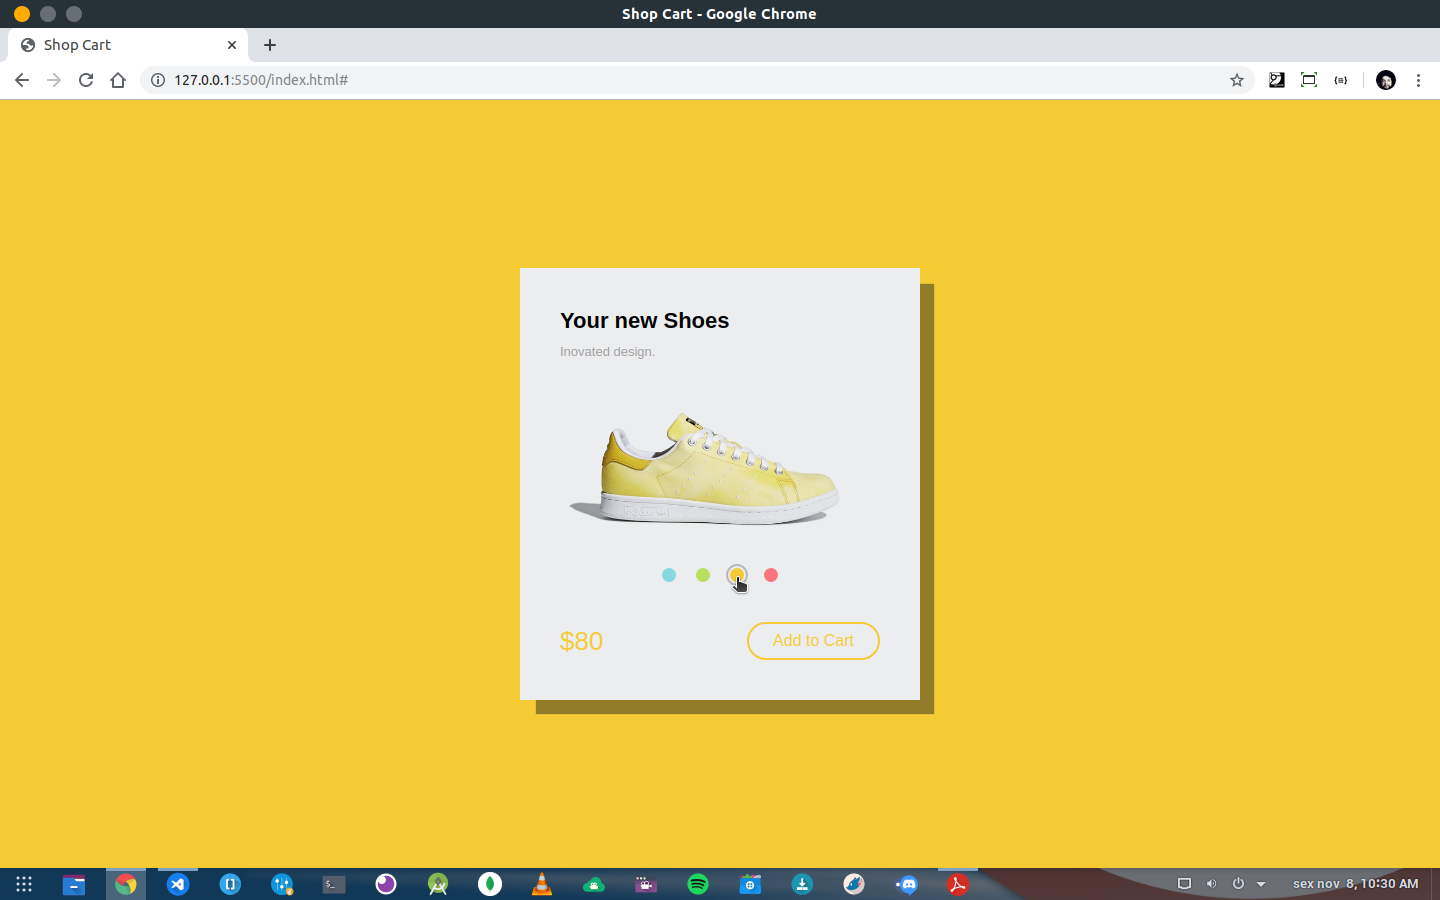 Shop Cart - Google Chrome
Shop Cart
127.0.0.1:5500/index.html#
Your new Shoes
Inovated design.
$80
Add to Cart
sex nov 8, 10:30 AM